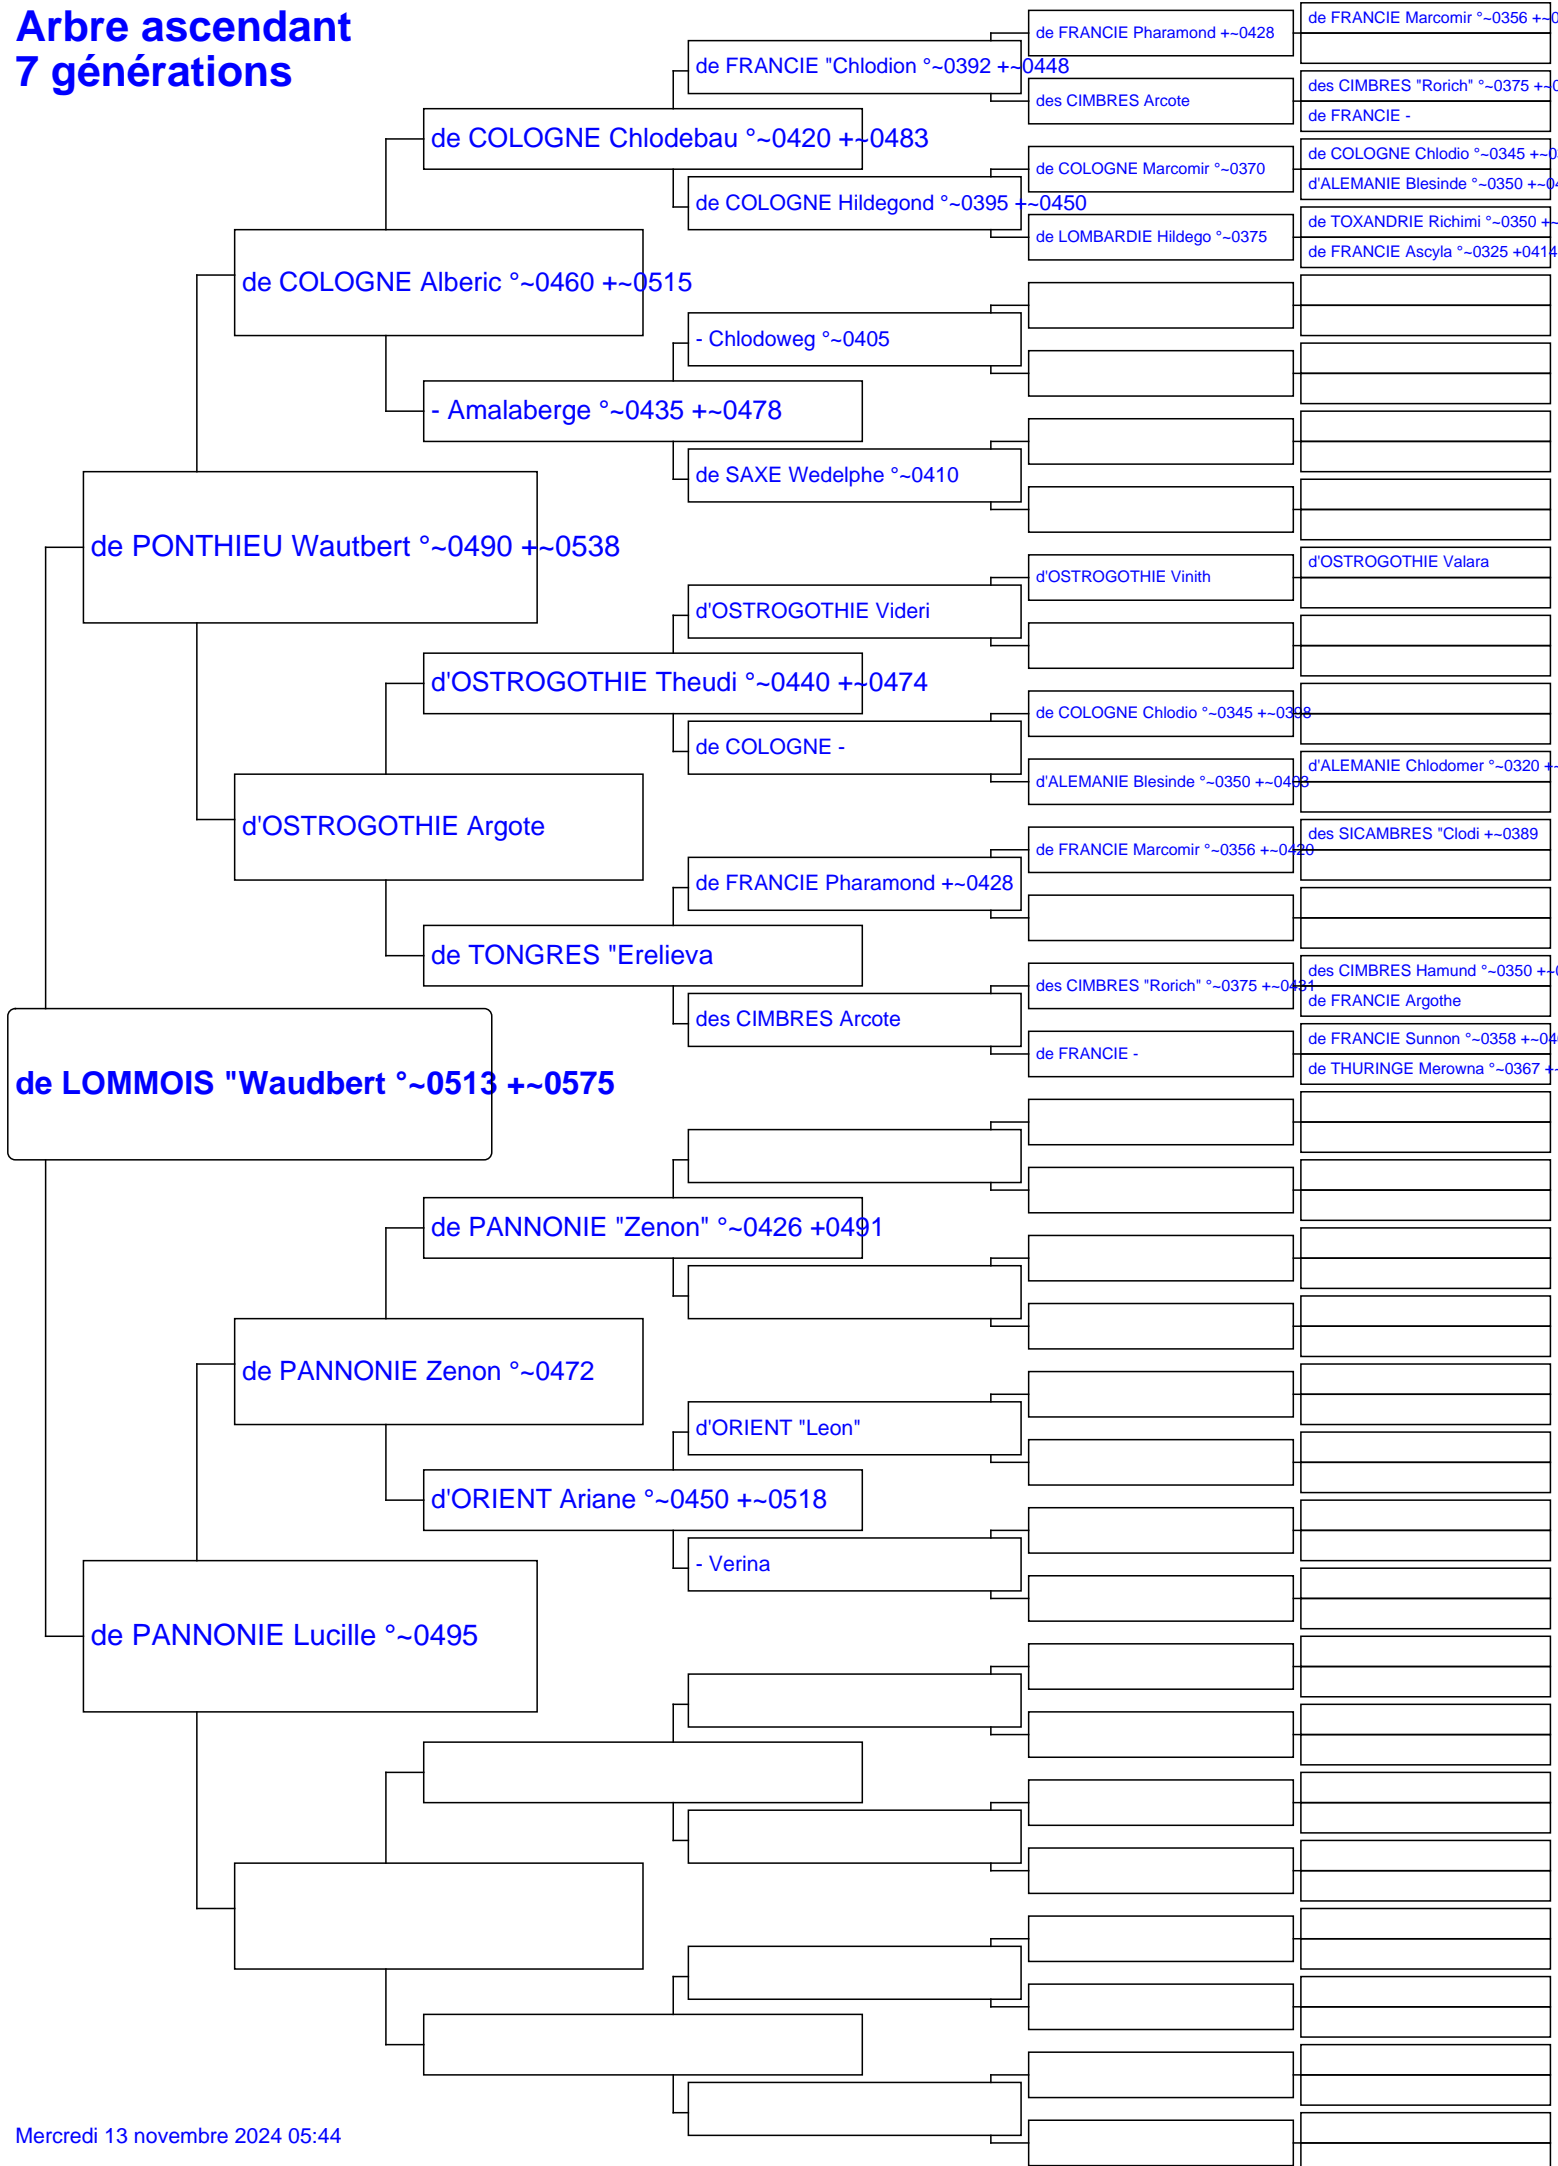 Arbre ascendant
7 générations
de FRANCIE Marcomir °~0356 +~0
de FRANCIE Pharamond +~0428
de FRANCIE "Chlodion °~0392 +~0448
des CIMBRES "Rorich" °~0375 +~0
des CIMBRES Arcote
de FRANCIE -
de COLOGNE Chlodebau °~0420 +~0483
de COLOGNE Chlodio °~0345 +~0
de COLOGNE Marcomir °~0370
d'ALEMANIE Blesinde °~0350 +~04
de COLOGNE Hildegond °~0395 +~0450
de TOXANDRIE Richimi °~0350 +~
de LOMBARDIE Hildego °~0375
de FRANCIE Ascyla °~0325 +0414
de COLOGNE Alberic °~0460 +~0515
- Chlodoweg °~0405
- Amalaberge °~0435 +~0478
de SAXE Wedelphe °~0410
de PONTHIEU Wautbert °~0490 +~0538
d'OSTROGOTHIE Valara
d'OSTROGOTHIE Vinith
d'OSTROGOTHIE Videri
d'OSTROGOTHIE Theudi °~0440 +~0474
de COLOGNE Chlodio °~0345 +~0398
de COLOGNE -
d'ALEMANIE Chlodomer °~0320 +~
d'ALEMANIE Blesinde °~0350 +~0403
d'OSTROGOTHIE Argote
des SICAMBRES "Clodi +~0389
de FRANCIE Marcomir °~0356 +~0420
de FRANCIE Pharamond +~0428
de TONGRES "Erelieva
des CIMBRES Hamund °~0350 +~0
des CIMBRES "Rorich" °~0375 +~0431
de FRANCIE Argothe
des CIMBRES Arcote
de FRANCIE Sunnon °~0358 +~04
de FRANCIE -
de THURINGE Merowna °~0367 +~
de LOMMOIS "Waudbert °~0513 +~0575
de PANNONIE "Zenon" °~0426 +0491
de PANNONIE Zenon °~0472
d'ORIENT "Leon"
d'ORIENT Ariane °~0450 +~0518
- Verina
de PANNONIE Lucille °~0495
Mercredi 13 novembre 2024 05:44